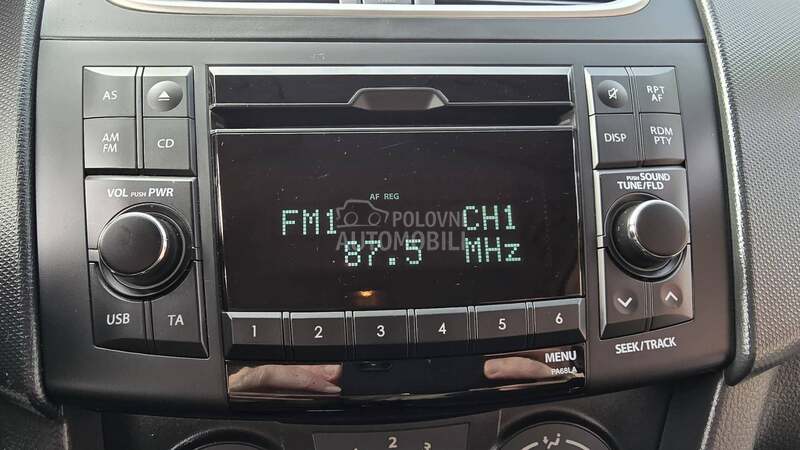 AS
AM
FM
CD
VOL PUSH PWR
USB
TA
AF REG
FM1 CH1
87.5 MHz
POLOVNI
AUTOMOBILI
1 2 3 4 5 6
MENU
PA68LA
RPT
AF
DISP
RDM
PTY
PUSH SOUND
TUNE/FLD
SEEK/TRACK
2